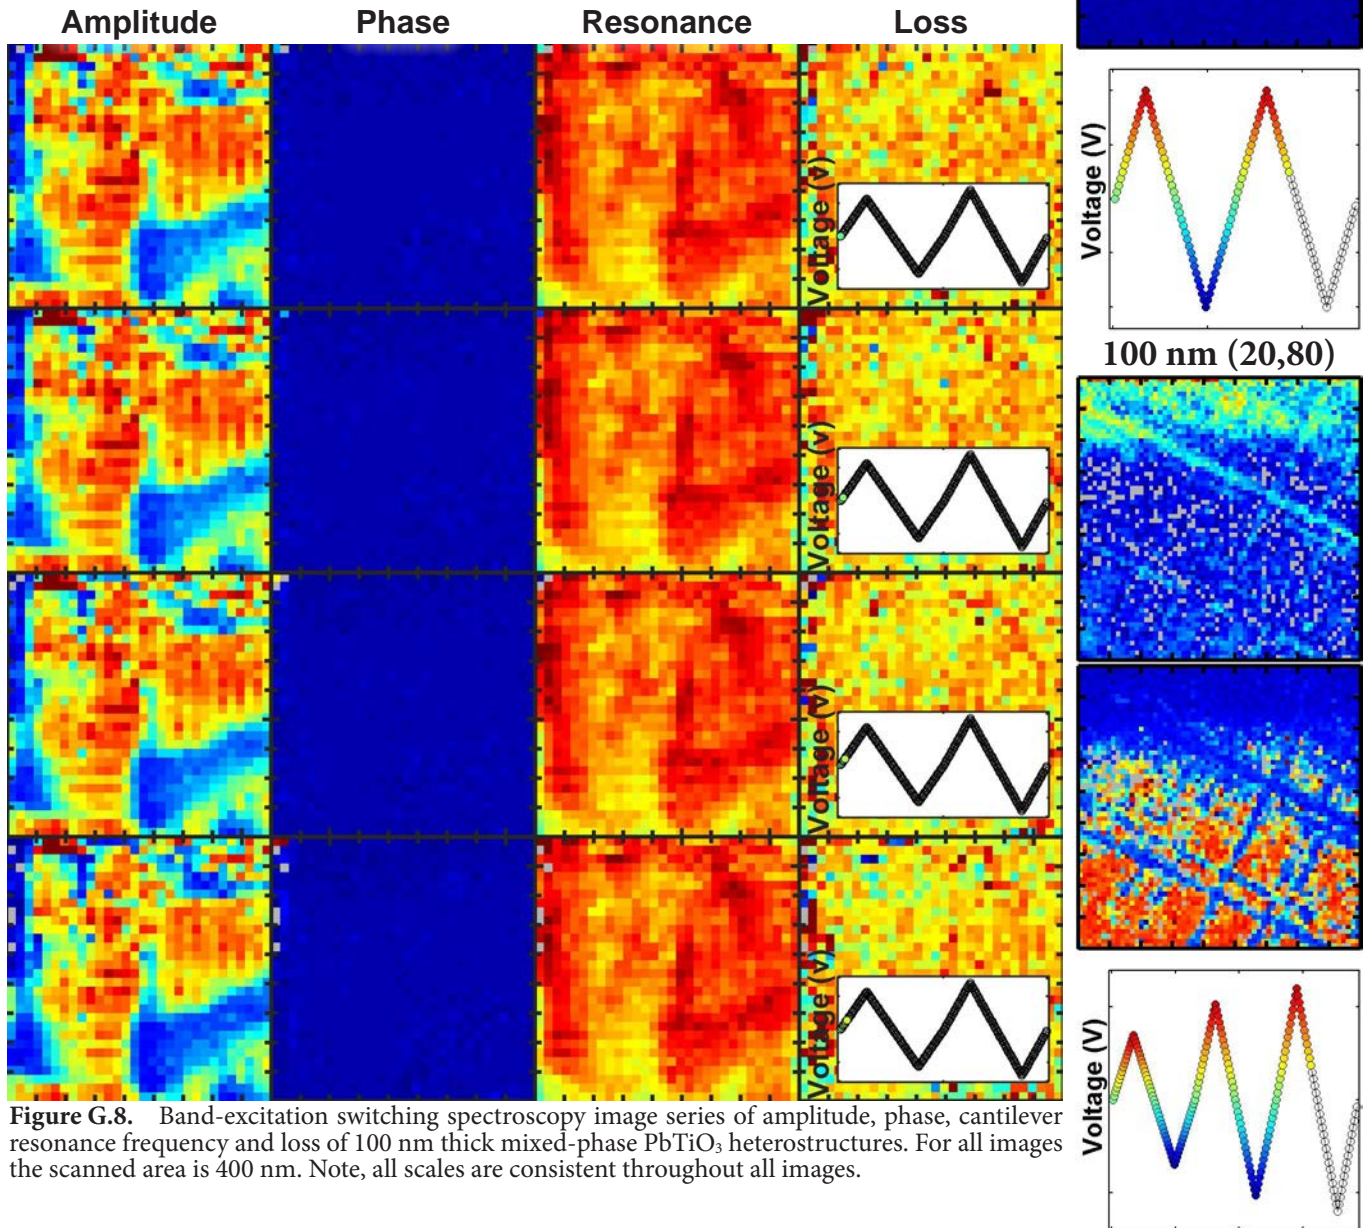 Amplitude
Phase
Resonance
Loss
Voltage (v)
Voltage (v)
Voltage (v)
Voltage (v)
Figure G.8. Band-excitation switching spectroscopy image series of amplitude, phase, cantilever
resonance frequency and loss of 100 nm thick mixed-phase PbTiO₃ heterostructures. For all images
the scanned area is 400 nm. Note, all scales are consistent throughout all images.
Voltage (V)
100 nm (20,80)
Voltage (V)